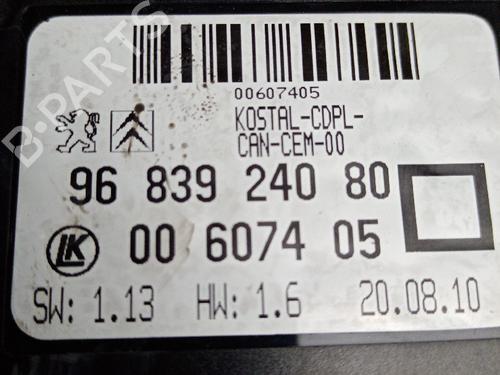 00607405
KOSTAL-CDPL-
CAN-CEM-00
96 839 240 80
LK
00 6074 05
SW: 1.13 HW: 1.6 20.08.10
B-PARTS